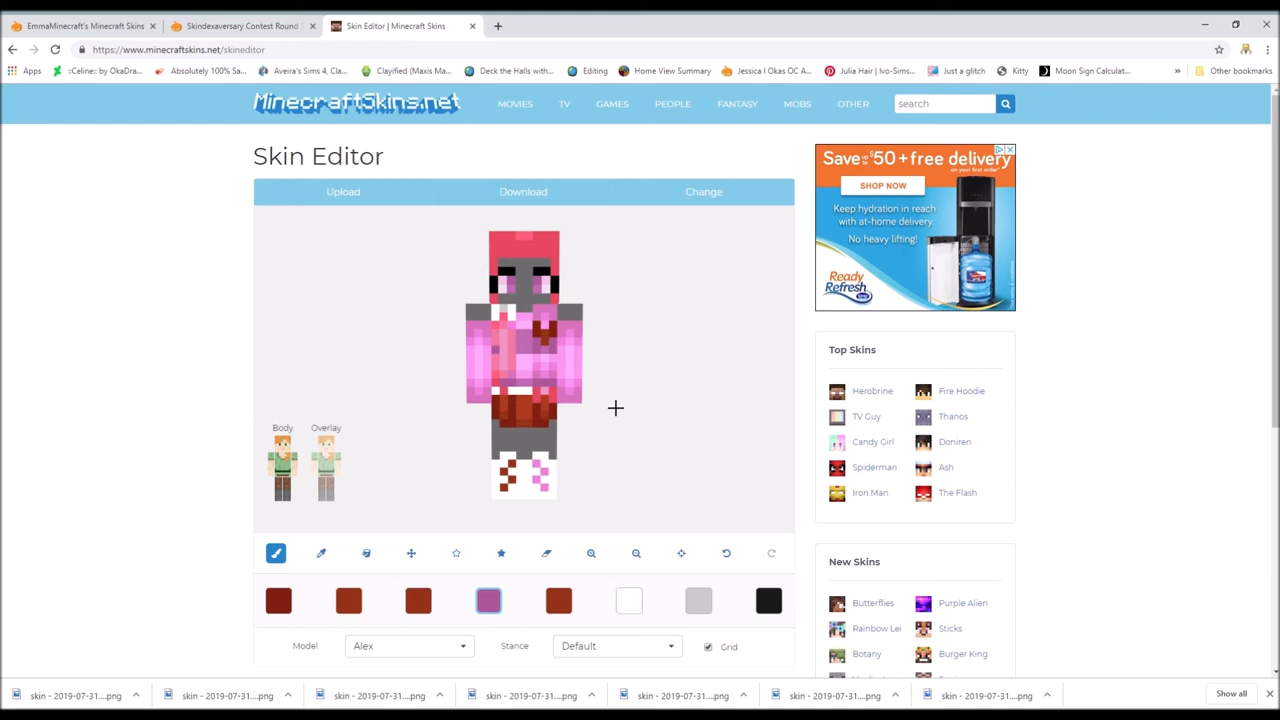 EmmaMinecraft's Minecraft Skins
Skindexaversary Contest Round
Skin Editor | Minecraft Skins
https://www.minecraftskins.net/skineditor
Apps
::Celine:: by OkaDra...
Absolutely 100% Sa...
Aveira's Sims 4, Cla...
Clayified (Maxis Ma...
Deck the Halls with...
Editing
Home View Summary
Jessica I Okas OC A...
Julia Hair | Ivo-Sims...
Just a glitch
Kitty
Moon Sign Calculat...
»
Other bookmarks
MinecraftSkins.net
MOVIES
TV
GAMES
PEOPLE
FANTASY
MOBS
OTHER
search
Skin Editor
Upload
Download
Change
Save up to $50 + free delivery
on your first order*
SHOP NOW
Keep hydration in reach
with at-home delivery.
No heavy lifting!
Ready
Refresh
Body
Overlay
Top Skins
Herobrine
Fire Hoodie
TV Guy
Thanos
Candy Girl
Doniren
Spiderman
Ash
Iron Man
The Flash
New Skins
Butterflies
Purple Alien
Rainbow Lei
Sticks
Botany
Burger King
Model
Alex
Stance
Default
Grid
skin - 2019-07-31....png
skin - 2019-07-31....png
skin - 2019-07-31....png
skin - 2019-07-31....png
skin - 2019-07-31....png
skin - 2019-07-31....png
skin - 2019-07-31....png
Show all